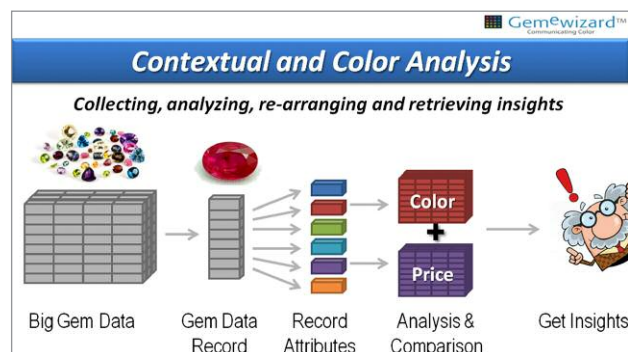 Gemewizard™
Communicating Color
Contextual and Color Analysis
Collecting, analyzing, re-arranging and retrieving insights
Color
+
Price
Big Gem Data
Gem Data
Record
Record
Attributes
Analysis &
Comparison
Get Insights